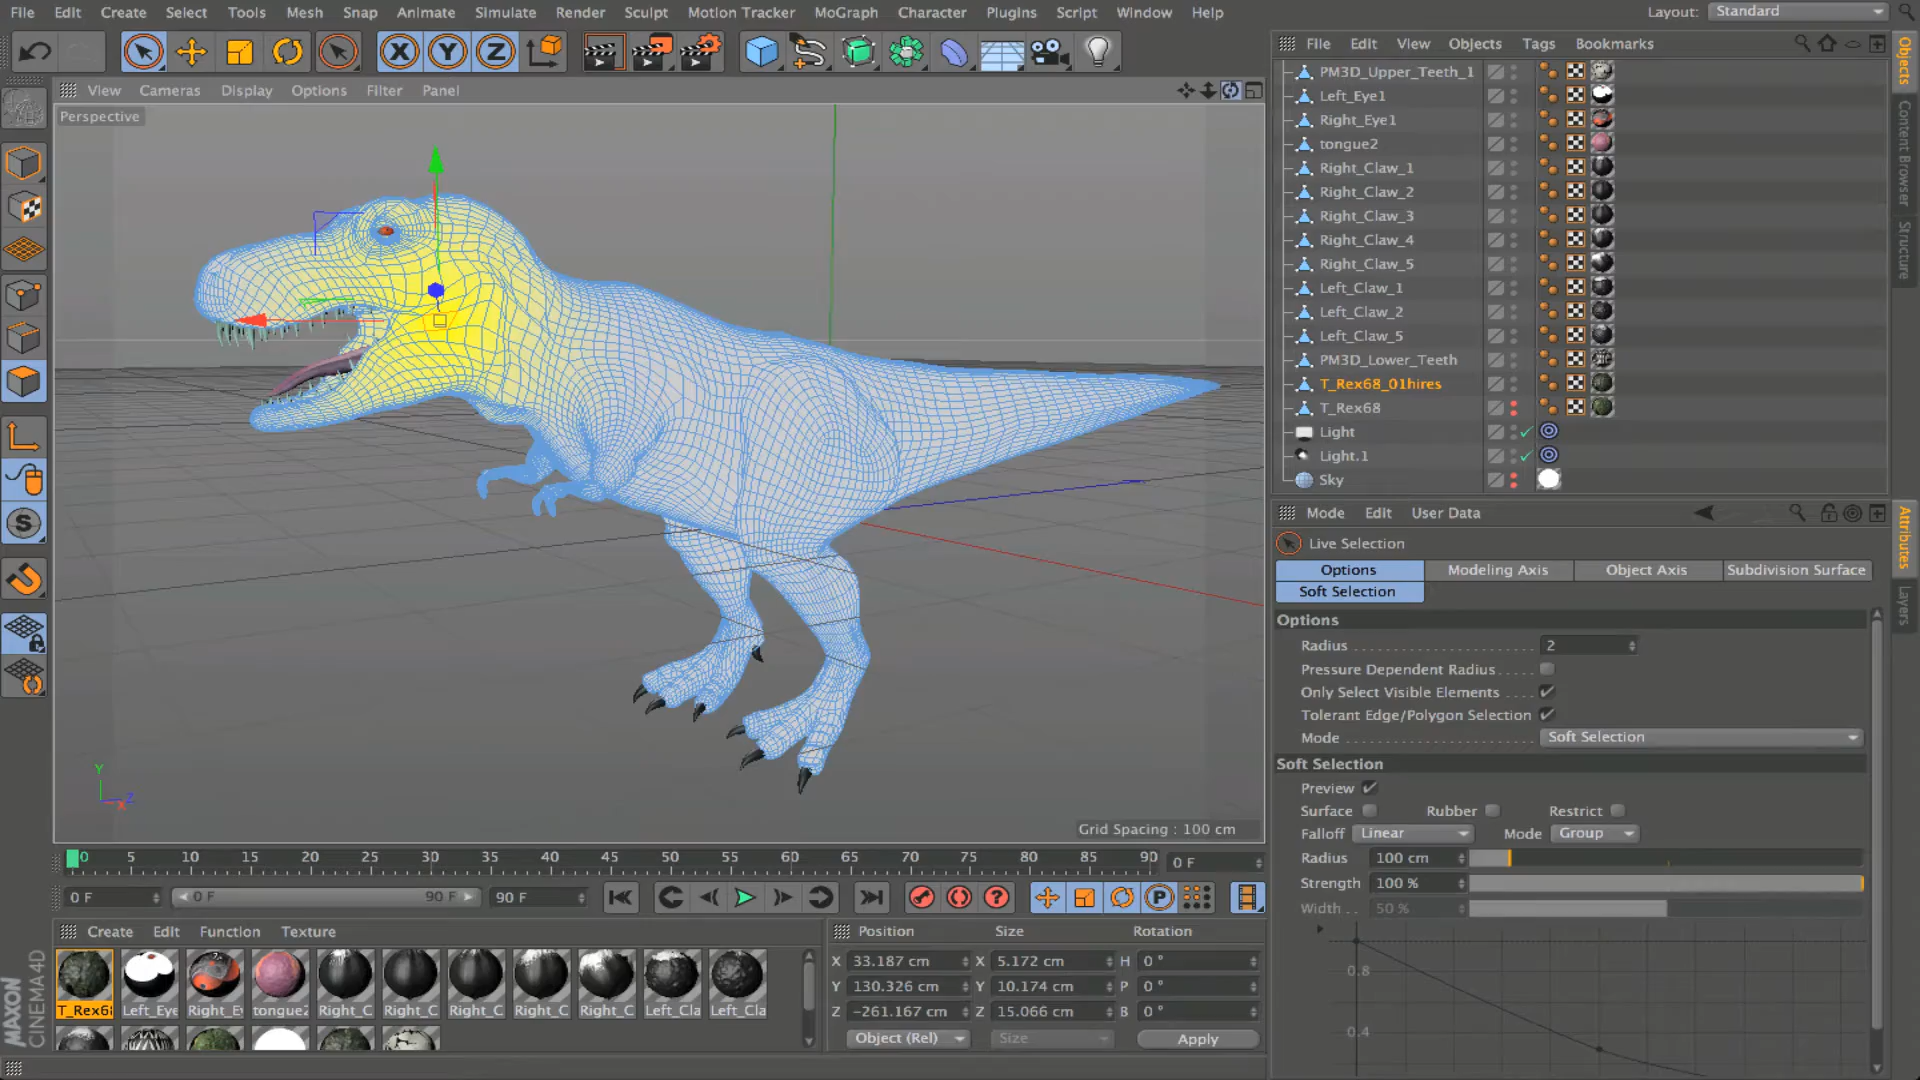 File Edit Create Select Tools Mesh Snap Animate Simulate Render Sculpt Motion Tracker MoGraph Character Plugins Script Window Help Layout: Standard
X Y Z
File Edit View Objects Tags Bookmarks
View Cameras Display Options Filter Panel
Perspective
PM3D_Upper_Teeth_1
Left_Eye1
Right_Eye1
tongue2
Right_Claw_1
Right_Claw_2
Right_Claw_3
Right_Claw_4
Right_Claw_5
Left_Claw_1
Left_Claw_2
Left_Claw_5
PM3D_Lower_Teeth
T_Rex68_01hires
T_Rex68
Light
Light.1
Sky
Objects
Content Browser
Structure
Mode Edit User Data
Live Selection
Options Modeling Axis Object Axis Subdivision Surface
Soft Selection
Options
Radius 2
Pressure Dependent Radius
Only Select Visible Elements
Tolerant Edge/Polygon Selection
Mode Soft Selection
Soft Selection
Preview
Surface Rubber Restrict
Falloff Linear Mode Group
Radius 100 cm
Strength 100 %
Width . . 50 %
0.8
0.4
Attributes
Layers
S
Y
Z
X
Grid Spacing : 100 cm
0 5 10 15 20 25 30 35 40 45 50 55 60 65 70 75 80 85 90 0 F
0 F 0 F 90 F 90 F
P
Create Edit Function Texture
T_Rex68 Left_Eye Right_Ey tongue2 Right_C Right_C Right_C Right_C Right_C Left_Cla Left_Cla
Position Size Rotation
X 33.187 cm X 5.172 cm H 0 °
Y 130.326 cm Y 10.174 cm P 0 °
Z -261.167 cm Z 15.066 cm B 0 °
Object (Rel) Size Apply
MAXON
CINEMA4D